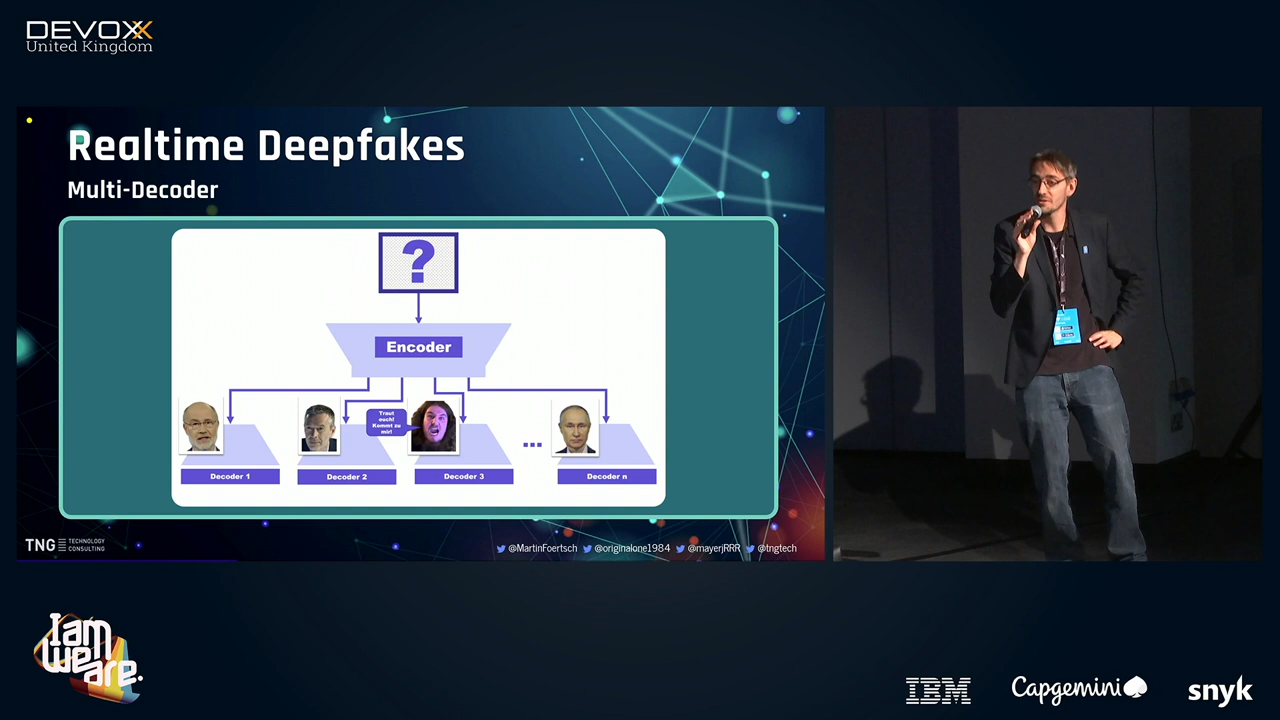 DEVOXX
United Kingdom
Realtime Deepfakes
Multi-Decoder
?
Encoder
Traut
euch!
Kommt zu
mir!
...
Decoder 1
Decoder 2
Decoder 3
Decoder n
TNG TECHNOLOGY
CONSULTING
@MartinFoertsch @originalone1984 @mayerjRRR @tngtech
I am
we
are.
IBM
Capgemini
snyk